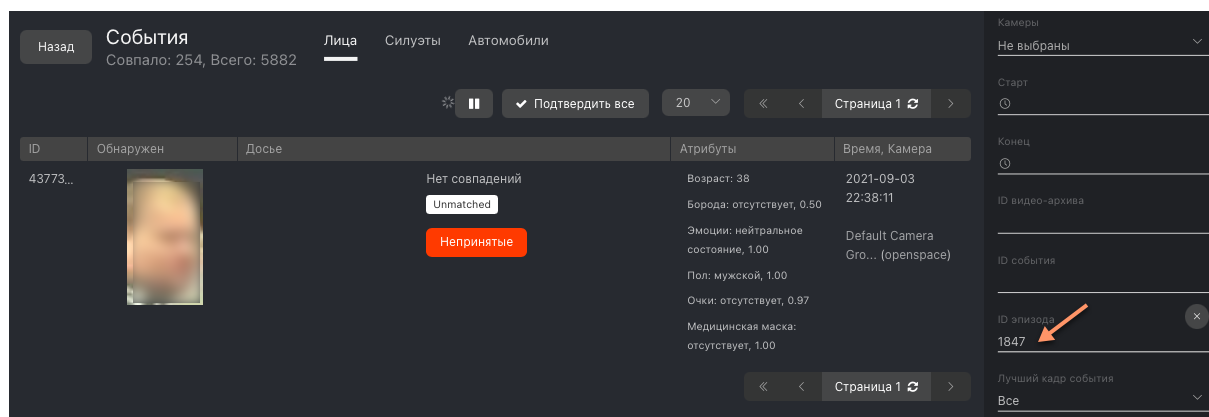 Назад
События
Совпало: 254, Всего: 5882
Лица
Силуэты
Автомобили
Подтвердить все
20
«
‹
Страница 1
›
ID
Обнаружен
Досье
Атрибуты
Время, Камера
43773...
Нет совпадений
Unmatched
Непринятые
Возраст: 38
Борода: отсутствует, 0.50
Эмоции: нейтральное
состояние, 1.00
Пол: мужской, 1.00
Очки: отсутствует, 0.97
Медицинская маска:
отсутствует, 1.00
2021-09-03
22:38:11
Default Camera
Gro... (openspace)
«
‹
Страница 1
›
Камеры
Не выбраны
Старт
Конец
ID видео-архива
ID события
ID эпизода
1847
Лучший кадр события
Все